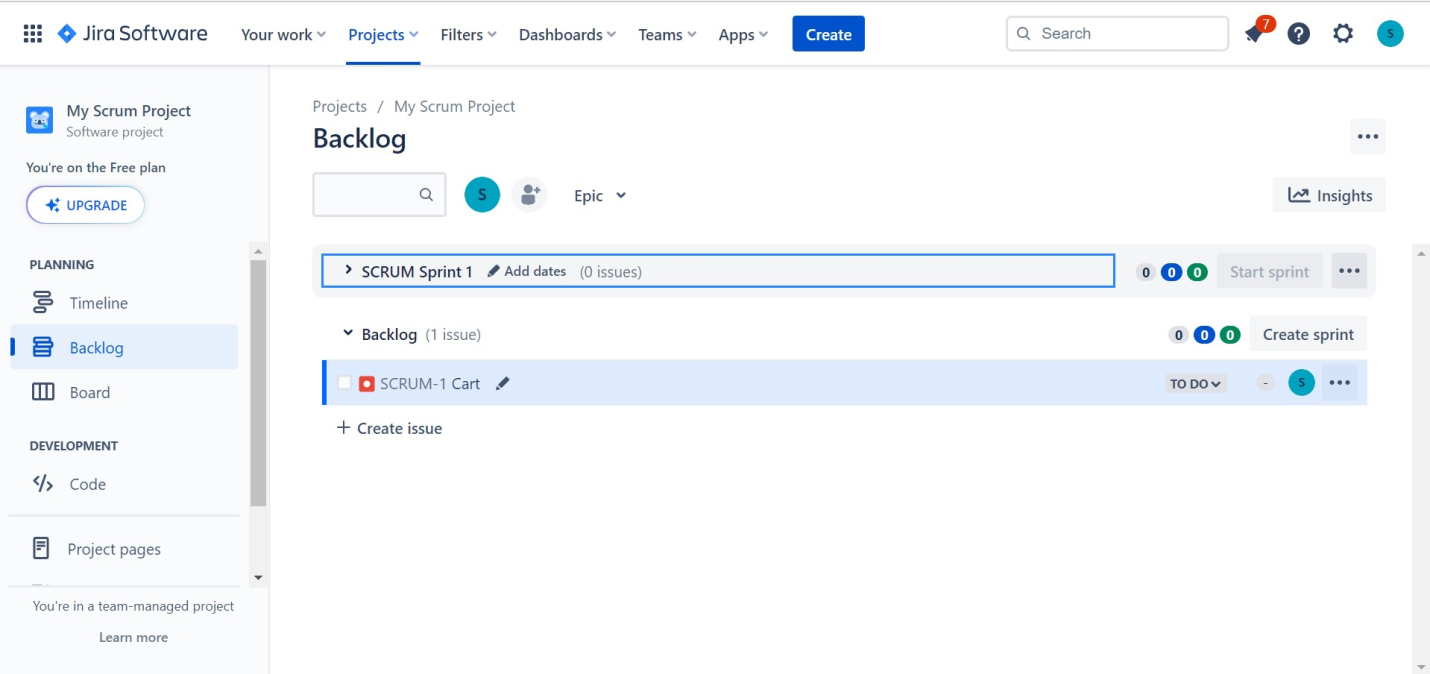 Jira Software Your work Projects Filters Dashboards Teams Apps Create Search 7 ? S
My Scrum Project
Software project
You're on the Free plan
UPGRADE
PLANNING
Timeline
Backlog
Board
DEVELOPMENT
</> Code
Project pages
You're in a team-managed project
Learn more
Projects / My Scrum Project
Backlog
S Epic Insights
SCRUM Sprint 1 Add dates (0 issues) 0 0 0 Start sprint
Backlog (1 issue) 0 0 0 Create sprint
SCRUM-1 Cart TO DO - S
+ Create issue